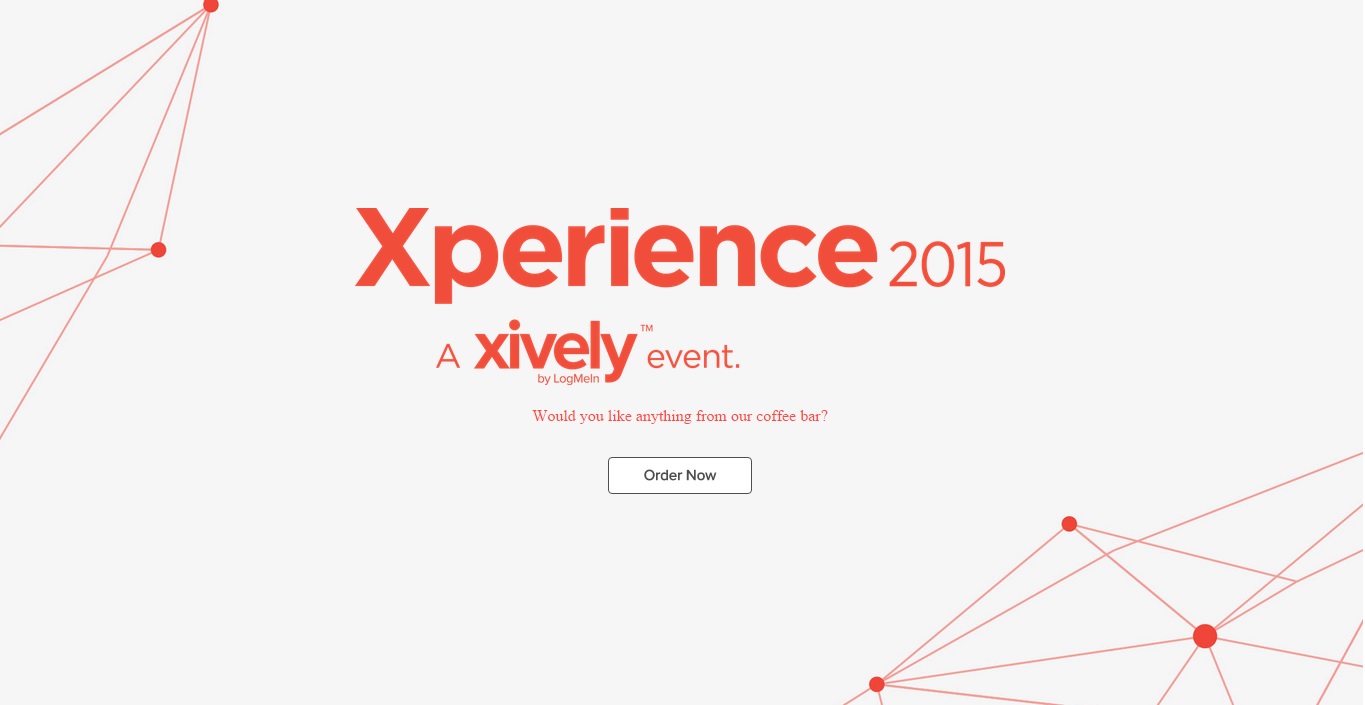 Xperience 2015
A xively™ event.
by LogMeIn
Would you like anything from our coffee bar?
Order Now